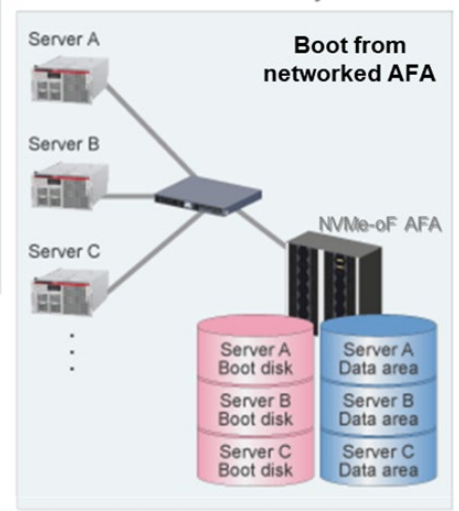 Server A
Boot from
networked AFA
Server B
NVMe-oF AFA
Server C
Server A
Boot disk
Server B
Boot disk
Server C
Boot disk
Server A
Data area
Server B
Data area
Server C
Data area